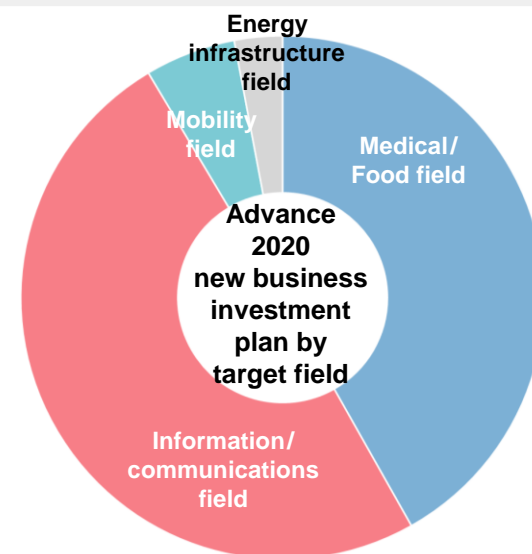 Energy
infrastructure
field
Mobility
field
Medical/
Food field
Advance
2020
new business
investment
plan by
target field
Information/
communications
field